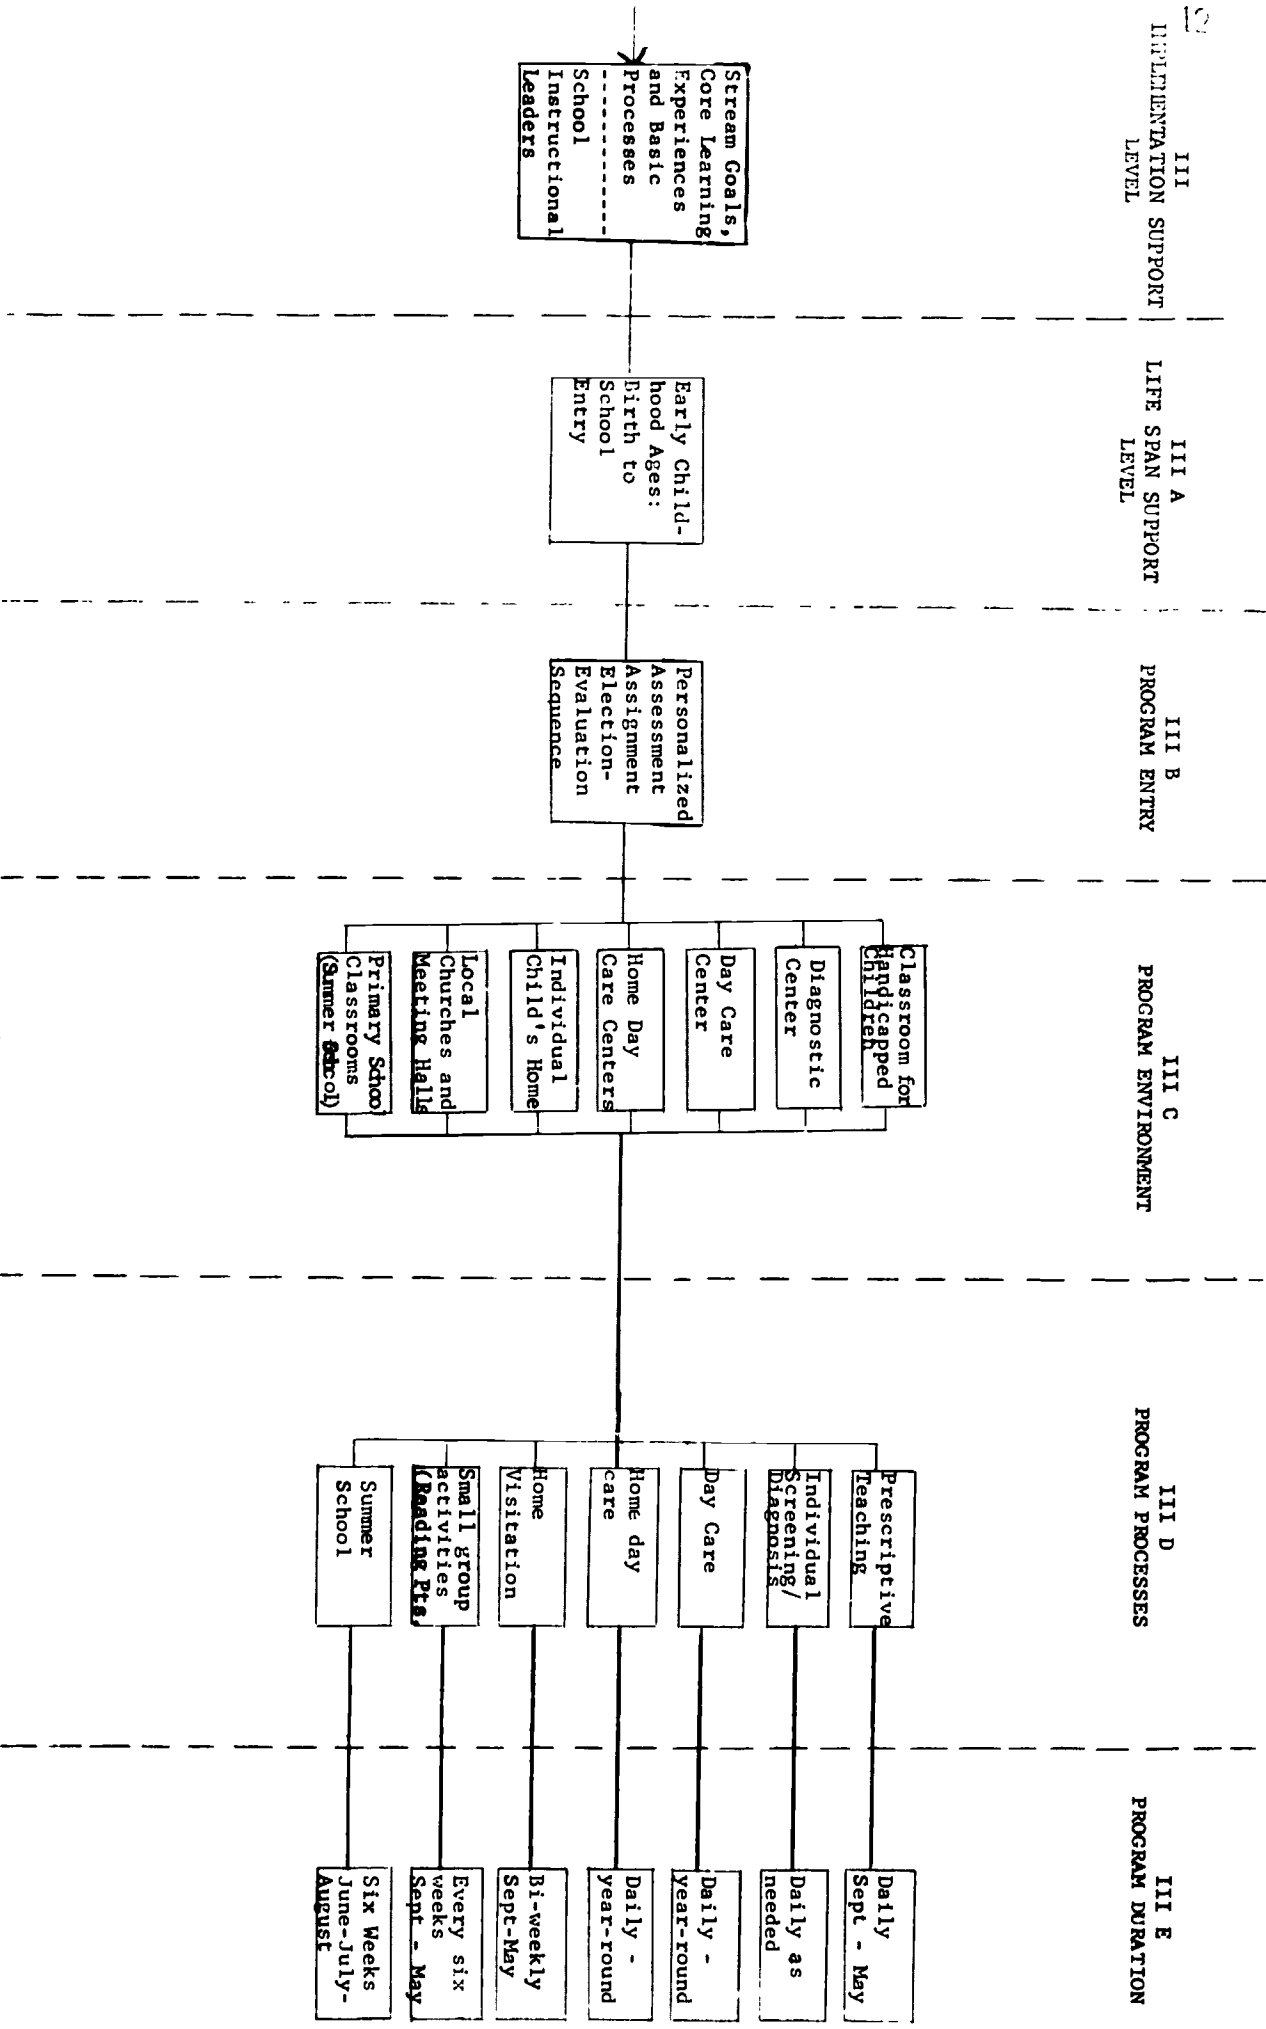 12
III
IMPLEMENTATION SUPPORT
LEVEL
III A
LIFE SPAN SUPPORT
LEVEL
III B
PROGRAM ENTRY
III C
PROGRAM ENVIRONMENT
III D
PROGRAM PROCESSES
III E
PROGRAM DURATION
Stream Goals,
Core Learning
Experiences
and Basic
Processes
-----------
School
Instructional
Leaders
Early Child-
hood Ages:
Birth to
School
Entry
Personalized
Assessment
Assignment
Election-
Evaluation
Sequence
Classroom for
Handicapped
Children
Diagnostic
Center
Day Care
Center
Home Day
Care Centers
Individual
Child's Home
Local
Churches and
Meeting Halls
Primary School
Classrooms
(Summer School)
Prescriptive
Teaching
Individual
Screening/
Diagnosis
Day Care
Home day
care
Home
Visitation
Small group
activities
(Reading Pts.
Summer
School
Daily
Sept - May
Daily as
needed
Daily -
year-round
Daily -
year-round
Bi-weekly
Sept-May
Every six
weeks
Sept - May
Six Weeks
June-July-
August